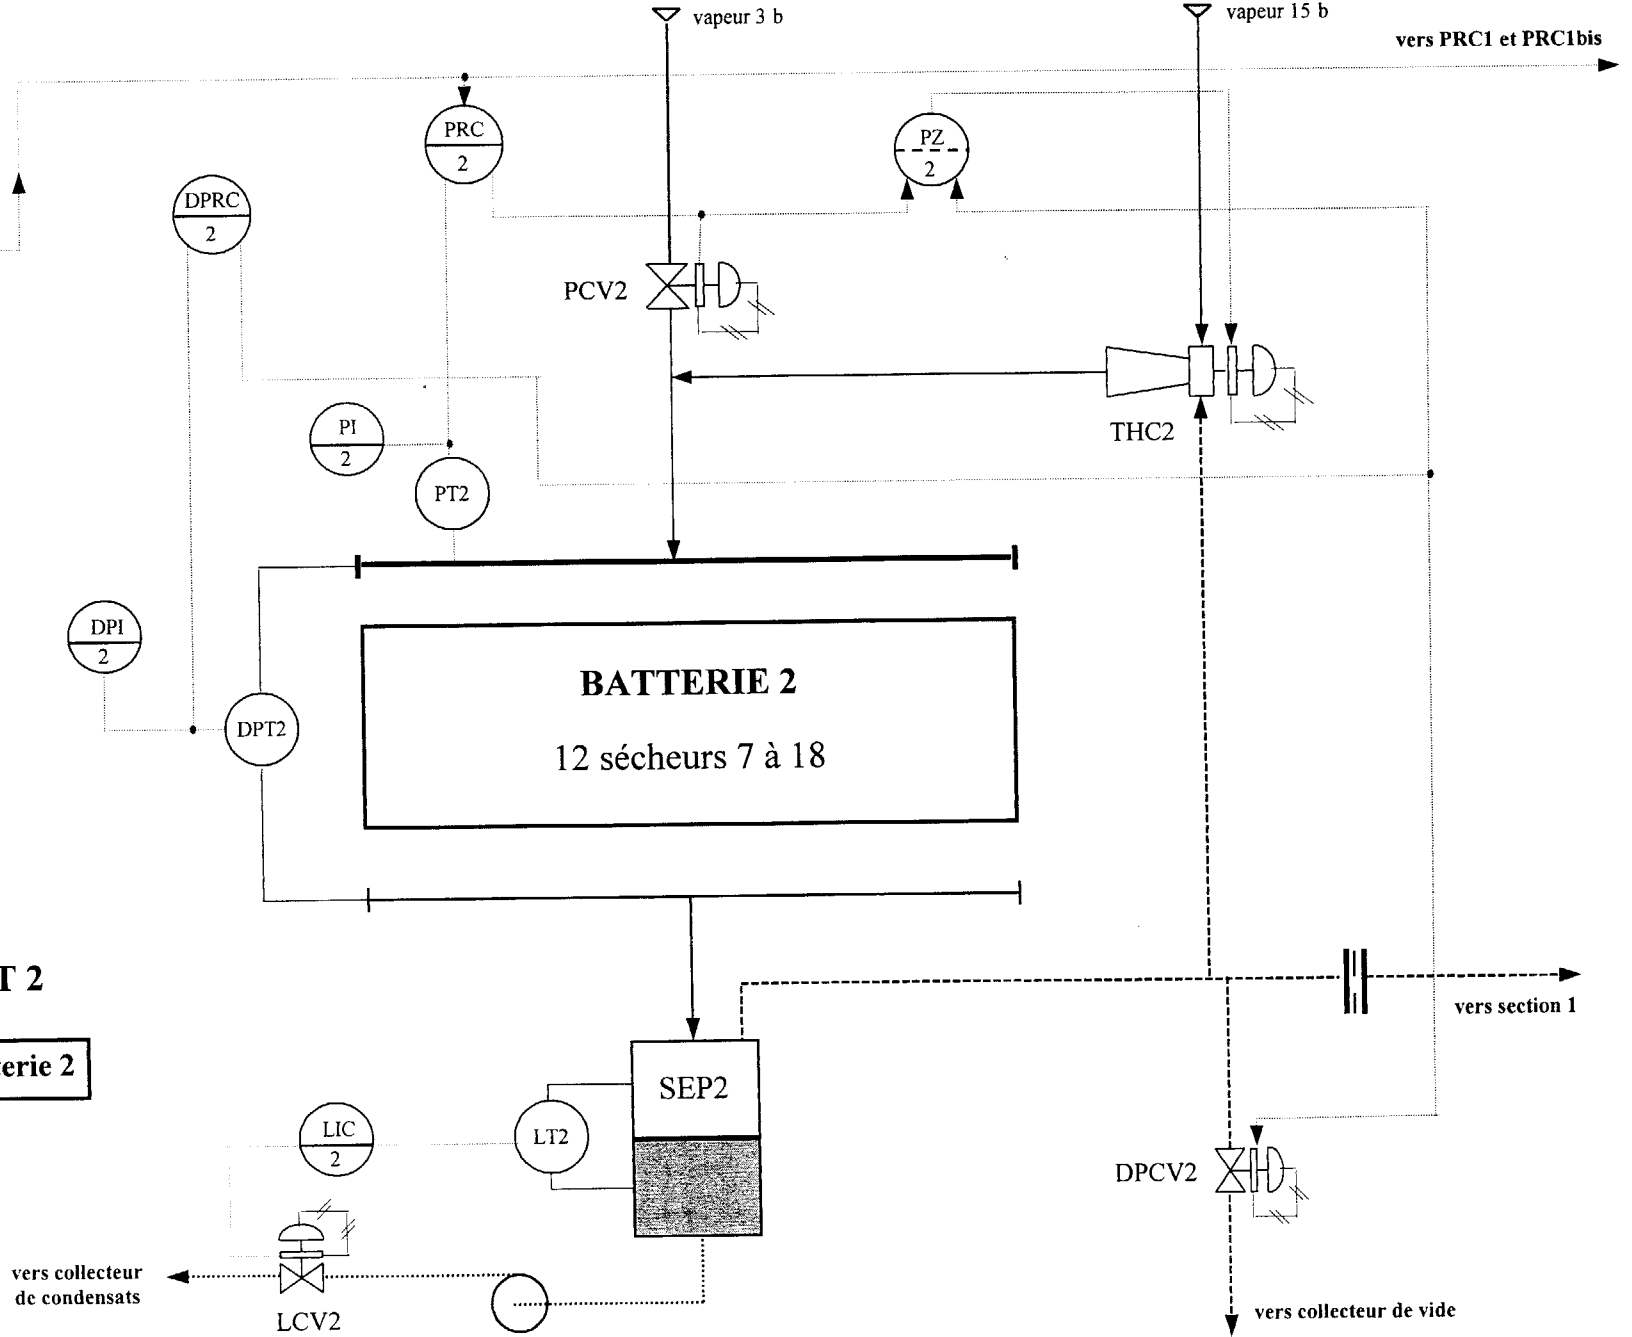 vapeur 3 b
vapeur 15 b
vers PRC1 et PRC1bis
PRC
2
PZ
2
DPRC
2
PCV2
THC2
PI
2
PT2
DPI
2
BATTERIE 2
DPT2
12 sécheurs 7 à 18
T 2
vers section 1
terie 2
SEP2
LIC
2
LT2
DPCV2
vers collecteur
de condensats
LCV2
vers collecteur de vide